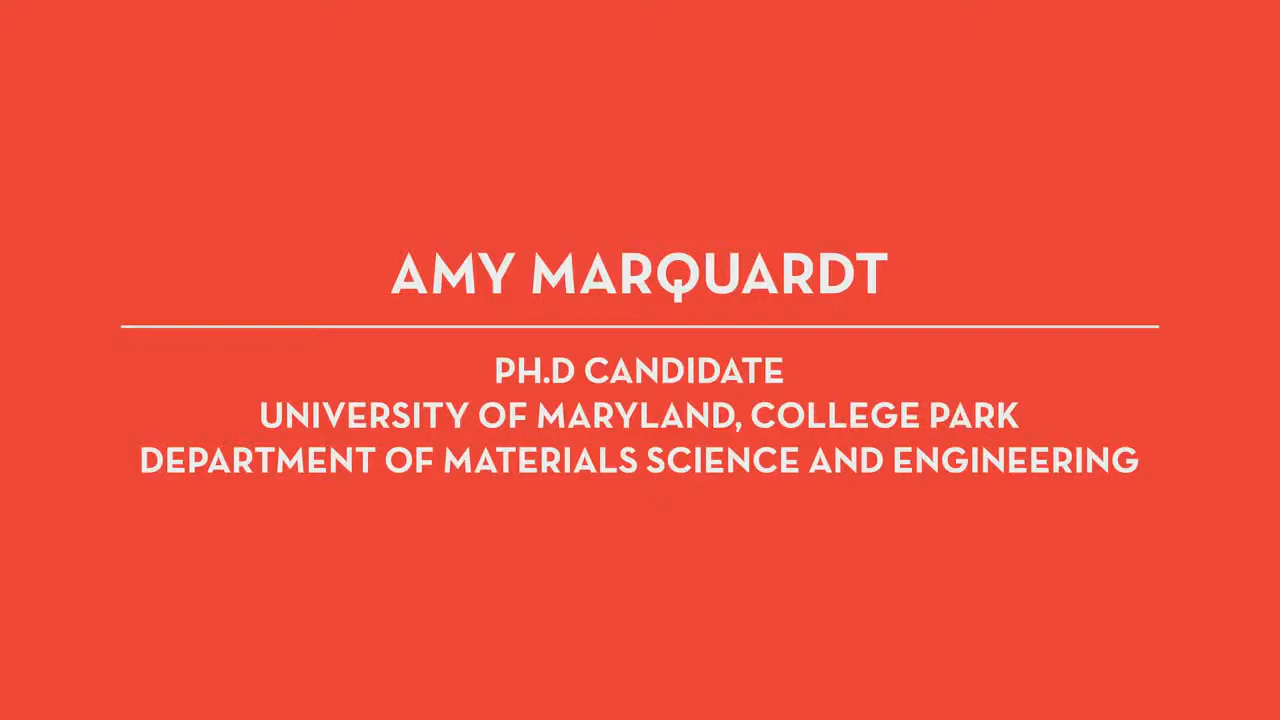 AMY MARQUARDT
PH.D CANDIDATE
UNIVERSITY OF MARYLAND, COLLEGE PARK
DEPARTMENT OF MATERIALS SCIENCE AND ENGINEERING